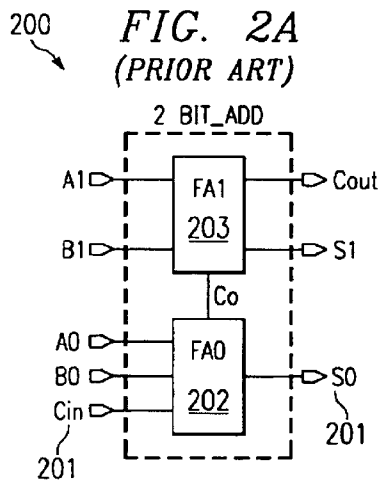 200
FIG. 2A
(PRIOR ART)
2 BIT_ADD
A1
FA1
203
Cout
B1
S1
Co
A0
FA0
B0
202
S0
Cin
201
201